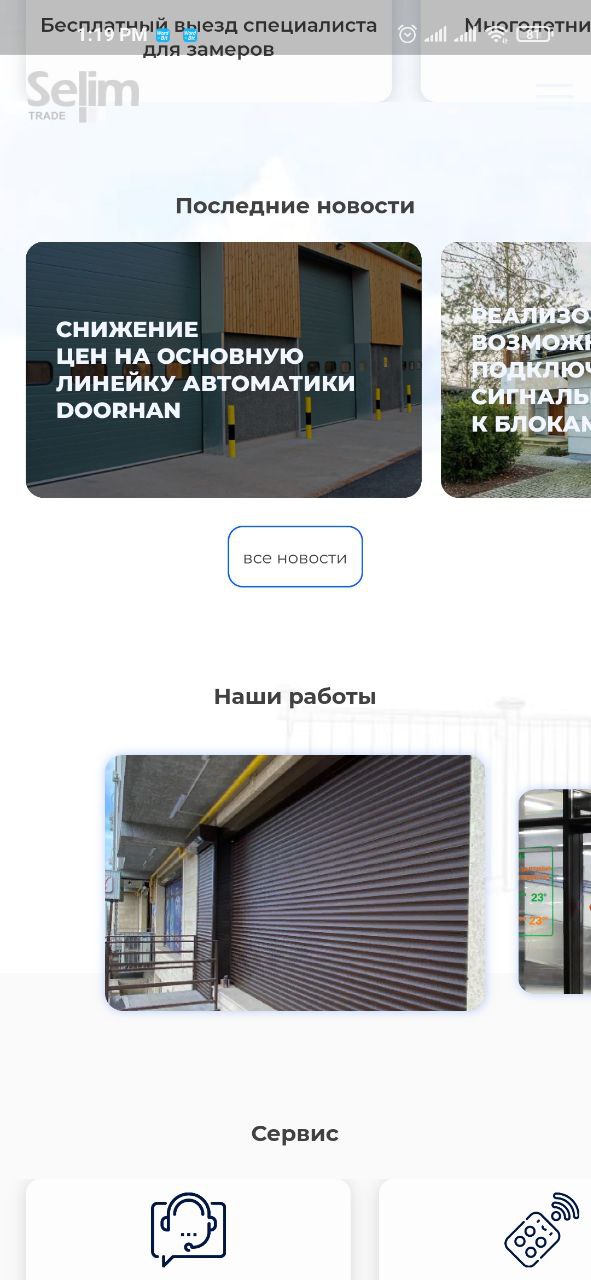 Бесплатный выезд специалиста
для замеров
Многолетни
1:19 PM
81
Selim
TRADE
Последние новости
СНИЖЕНИЕ
ЦЕН НА ОСНОВНУЮ
ЛИНЕЙКУ АВТОМАТИКИ
DOORHAN
РЕАЛИЗО
ВОЗМОЖН
ПОДКЛЮЧ
СИГНАЛЬ
К БЛОКАМ
все новости
Наши работы
23°
23°
Сервис